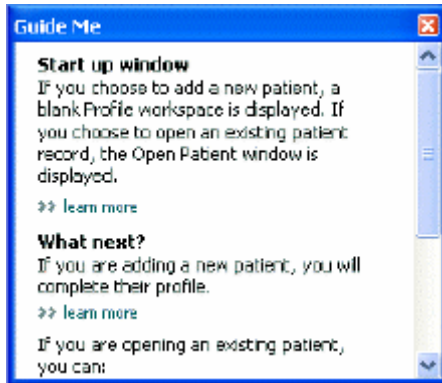 Guide Me
Start up window
If you choose to add a new patient, a
blank Profile workspace is displayed. If
you choose to open an existing patient
record, the Open Patient window is
displayed.
>> learn more
What next?
If you are adding a new patient, you will
complete their profile.
>> learn more
If you are opening an existing patient,
you can: